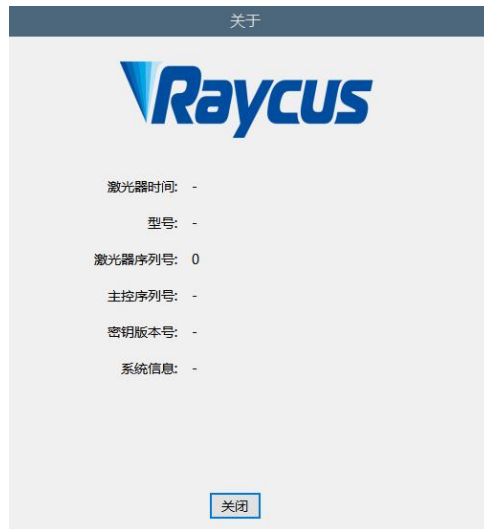 关于
Raycus
激光器时间: -
型号: -
激光器序列号: 0
主控序列号: -
密钥版本号: -
系统信息: -
关闭